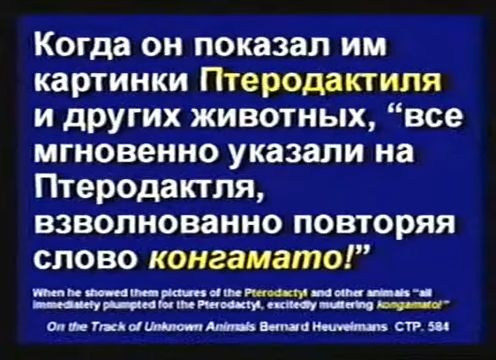 Когда он показал им
картинки Птеродактиля
и других животных, “все
мгновенно указали на
Птеродактля,
взволнованно повторяя
слово конгамато!”
When he showed them pictures of the Pterodactyl and other animals “all
immediately plumped for the Pterodactyl, excitedly muttering kongamato!”
On the Track of Unknown Animals Bernard Heuvelmans СТР. 584